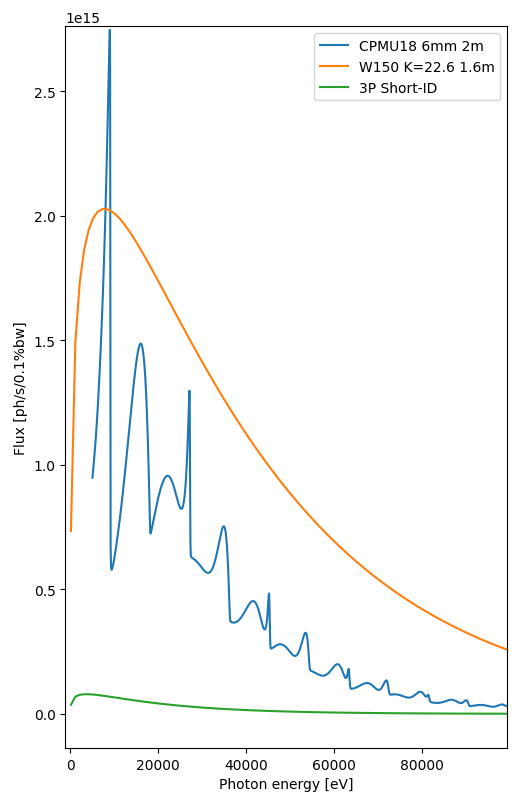 1e15
CPMU18 6mm 2m
W150 K=22.6 1.6m
3P Short-ID
2.5
2.0
1.5
1.0
0.5
0.0
Flux [ph/s/0.1%bw]
0 20000 40000 60000 80000
Photon energy [eV]